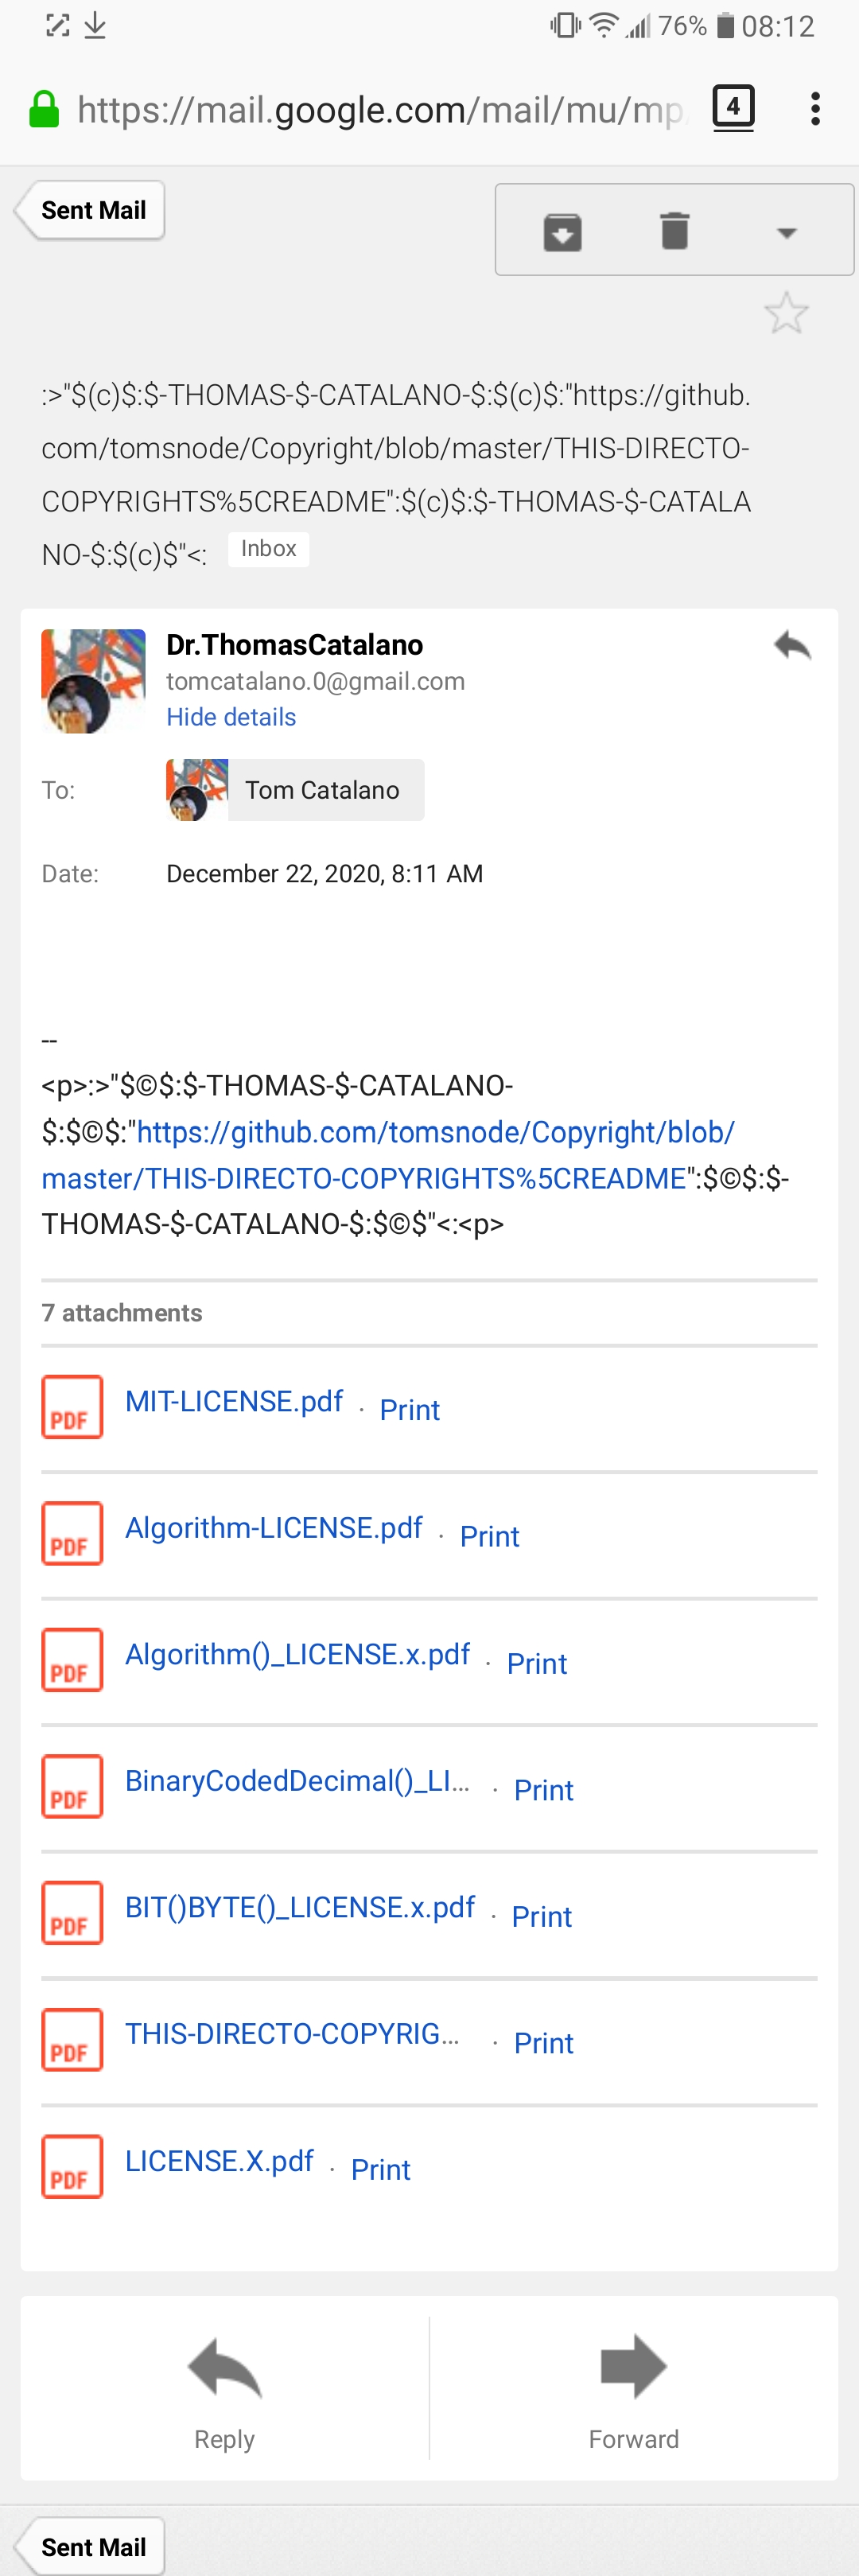 76% 08:12
https://mail.google.com/mail/mu/mp/ 4
Sent Mail
:>"$(c)$:$-THOMAS-$-CATALANO-$:$(c)$:"https://github.
com/tomsnode/Copyright/blob/master/THIS-DIRECTO-
COPYRIGHTS%5CREADME":$(c)$:$-THOMAS-$-CATALA
NO-$:$(c)$"<: Inbox
Dr.ThomasCatalano
tomcatalano.0@gmail.com
Hide details
To: Tom Catalano
Date: December 22, 2020, 8:11 AM
--
<p>:>"$©$:$-THOMAS-$-CATALANO-
$:$©$:"https://github.com/tomsnode/Copyright/blob/
master/THIS-DIRECTO-COPYRIGHTS%5CREADME":$©$:$-
THOMAS-$-CATALANO-$:$©$"<:<p>
7 attachments
PDF MIT-LICENSE.pdf · Print
PDF Algorithm-LICENSE.pdf · Print
PDF Algorithm()_LICENSE.x.pdf · Print
PDF BinaryCodedDecimal()_LI... · Print
PDF BIT()BYTE()_LICENSE.x.pdf · Print
PDF THIS-DIRECTO-COPYRIG... · Print
PDF LICENSE.X.pdf · Print
Reply Forward
Sent Mail